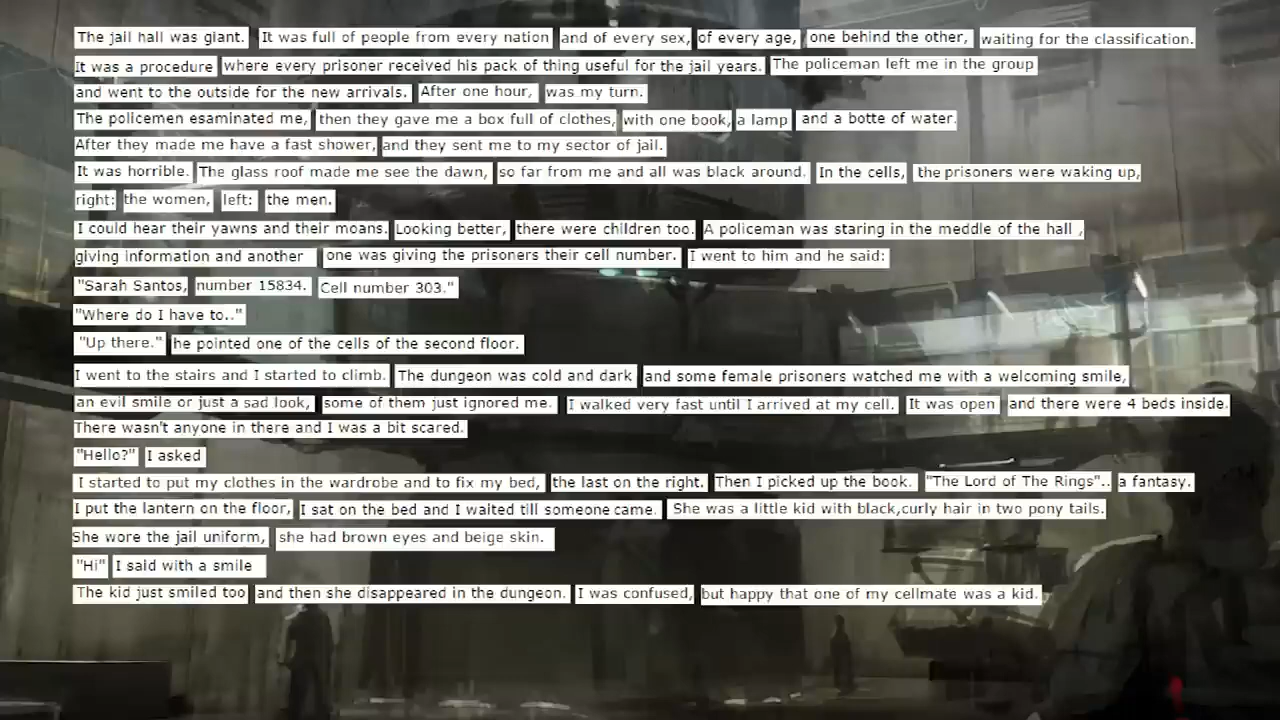 The jail hall was giant. It was full of people from every nation and of every sex, of every age, one behind the other, waiting for the classification.
It was a procedure where every prisoner received his pack of thing useful for the jail years. The policeman left me in the group
and went to the outside for the new arrivals. After one hour, was my turn.
The policemen esaminated me, then they gave me a box full of clothes, with one book, a lamp and a botte of water.
After they made me have a fast shower, and they sent me to my sector of jail.
It was horrible. The glass roof made me see the dawn, so far from me and all was black around. In the cells, the prisoners were waking up,
right: the women, left: the men.
I could hear their yawns and their moans. Looking better, there were children too. A policeman was staring in the meddle of the hall ,
giving information and another one was giving the prisoners their cell number. I went to him and he said:
"Sarah Santos, number 15834. Cell number 303."
"Where do I have to.."
"Up there." he pointed one of the cells of the second floor.
I went to the stairs and I started to climb. The dungeon was cold and dark and some female prisoners watched me with a welcoming smile,
an evil smile or just a sad look, some of them just ignored me. I walked very fast until I arrived at my cell. It was open and there were 4 beds inside.
There wasn't anyone in there and I was a bit scared.
"Hello?" I asked
I started to put my clothes in the wardrobe and to fix my bed, the last on the right. Then I picked up the book. "The Lord of The Rings".. a fantasy.
I put the lantern on the floor, I sat on the bed and I waited till someone came. She was a little kid with black,curly hair in two pony tails.
She wore the jail uniform, she had brown eyes and beige skin.
"Hi" I said with a smile
The kid just smiled too and then she disappeared in the dungeon. I was confused, but happy that one of my cellmate was a kid.